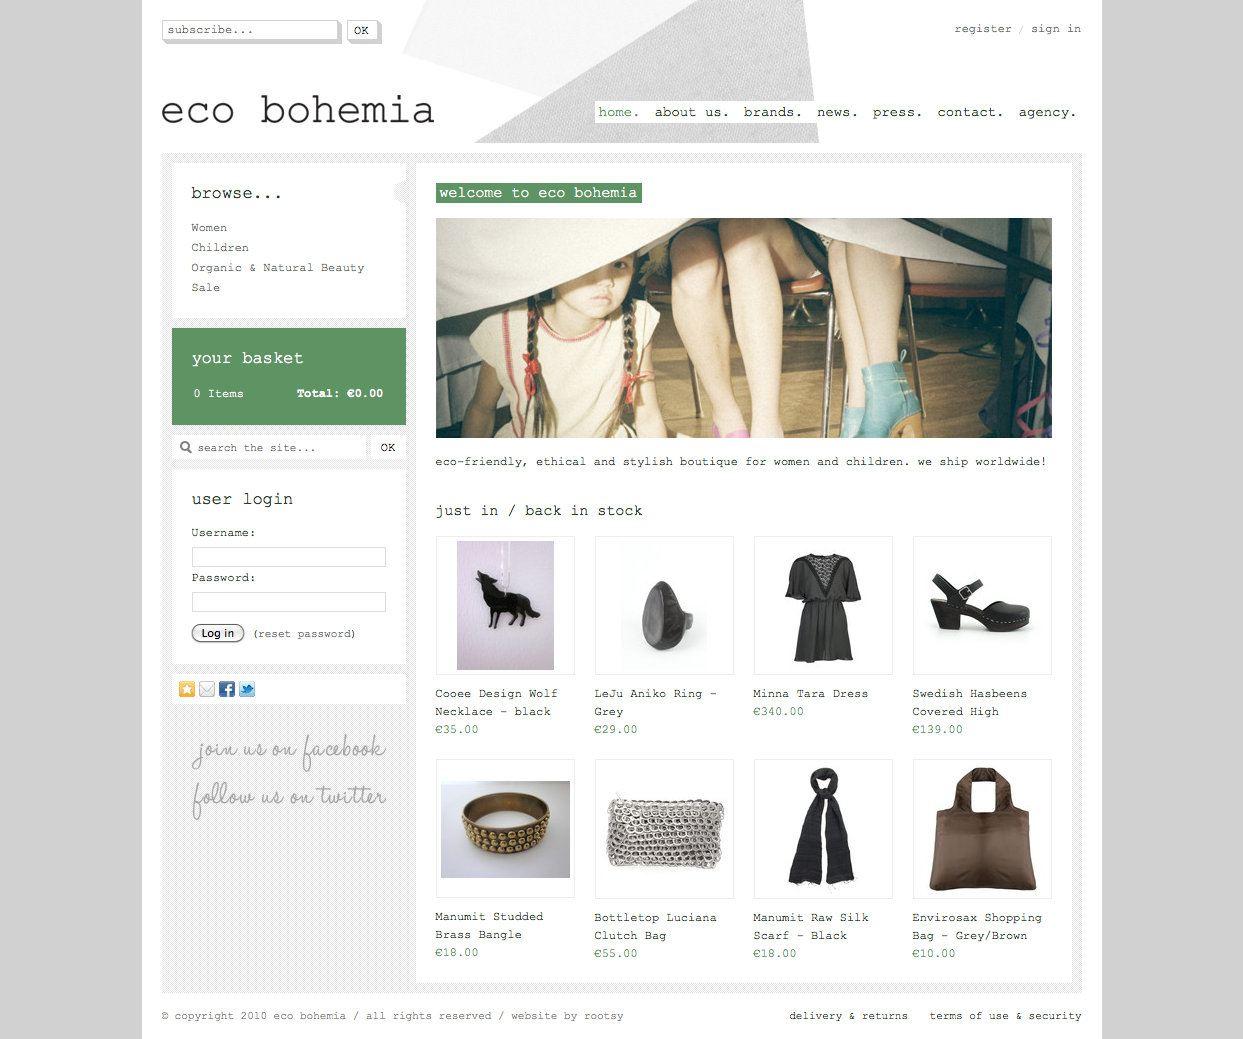 subscribe...
OK
register / sign in
eco bohemia
home. about us. brands. news. press. contact. agency.
browse...
Women
Children
Organic & Natural Beauty
Sale
your basket
0 Items Total: €0.00
search the site...
OK
user login
Username:
Password:
Log in (reset password)
join us on facebook
follow us on twitter
welcome to eco bohemia
eco-friendly, ethical and stylish boutique for women and children. we ship worldwide!
just in / back in stock
Cooee Design Wolf
Necklace - black
€35.00
LeJu Aniko Ring -
Grey
€29.00
Minna Tara Dress
€340.00
Swedish Hasbeens
Covered High
€139.00
Manumit Studded
Brass Bangle
€18.00
Bottletop Luciana
Clutch Bag
€55.00
Manumit Raw Silk
Scarf - Black
€18.00
Envirosax Shopping
Bag - Grey/Brown
€10.00
© copyright 2010 eco bohemia / all rights reserved / website by rootsy
delivery & returns terms of use & security